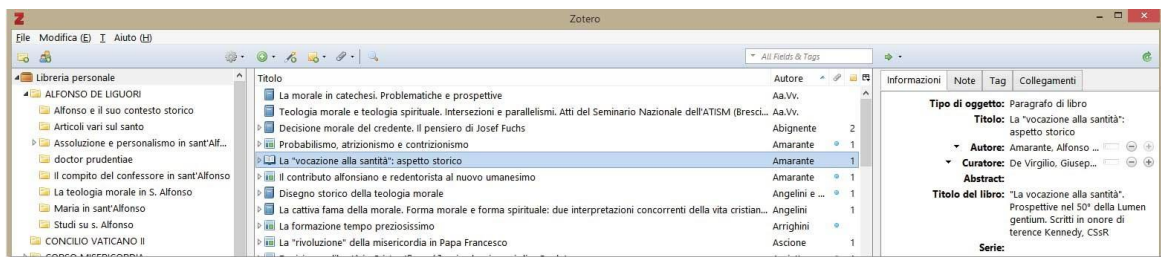 Zotero
File Modifica (E) T Aiuto (H)
All Fields & Tags
Libreria personale
ALFONSO DE LIGUORI
Alfonso e il suo contesto storico
Articoli vari sul santo
Assoluzione e personalismo in sant'Alf...
doctor prudentiae
Il compito del confessore in sant'Alfonso
La teologia morale in S. Alfonso
Maria in sant'Alfonso
Studi su s. Alfonso
CONCILIO VATICANO II
Titolo Autore
La morale in catechesi. Problematiche e prospettive Aa.Vv.
Teologia morale e teologia spirituale. Intersezioni e parallelismi. Atti del Seminario Nazionale dell'ATISM (Bresci... Aa.Vv.
Decisione morale del credente. Il pensiero di Josef Fuchs Abignente 2
Probabilismo, atrizionismo e contrizionismo Amarante 1
La "vocazione alla santità": aspetto storico Amarante 1
Il contributo alfonsiano e redentorista al nuovo umanesimo Amarante 1
Disegno storico della teologia morale Angelini e ... 1
La cattiva fama della morale. Forma morale e forma spirituale: due interpretazioni concorrenti della vita cristian... Angelini 1
La formazione tempo preziosissimo Arrighini
La "rivoluzione" della misericordia in Papa Francesco Ascione 1
Informazioni Note Tag Collegamenti
Tipo di oggetto: Paragrafo di libro
Titolo: La "vocazione alla santità":
aspetto storico
Autore: Amarante, Alfonso ...
Curatore: De Virgilio, Giusep...
Abstract:
Titolo del libro: "La vocazione alla santità".
Prospettive nel 50° della Lumen
gentium. Scritti in onore di
terence Kennedy, CSsR
Serie: